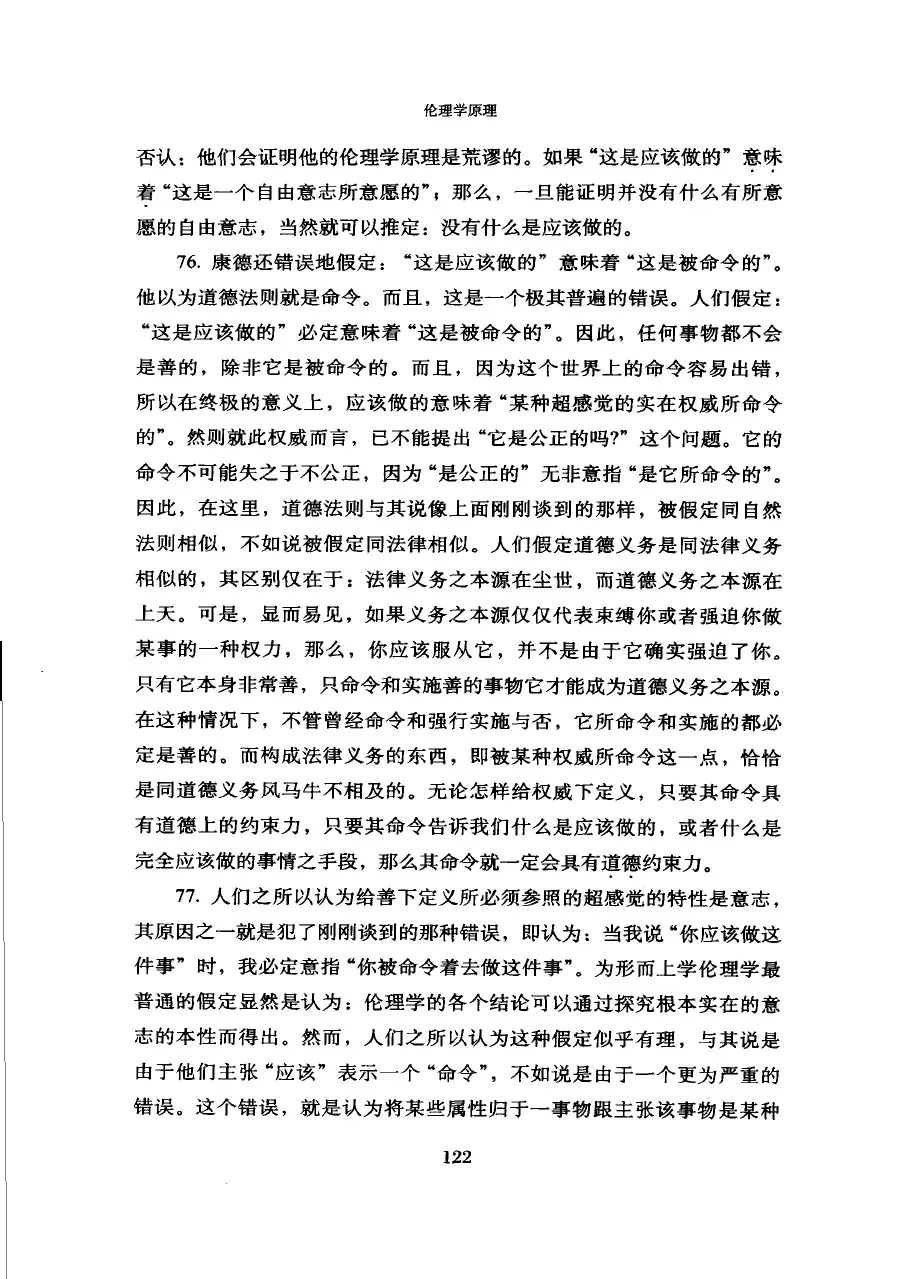 伦理学原理
否认：他们会证明他的伦理学原理是荒谬的。如果“这是应该做的”意味
着“这是一个自由意志所意愿的”；那么，一旦能证明并没有什么有所意
愿的自由意志，当然就可以推定：没有什么是应该做的。
76. 康德还错误地假定：“这是应该做的”意味着“这是被命令的”。
他以为道德法则就是命令。而且，这是一个极其普遍的错误。人们假定：
“这是应该做的”必定意味着“这是被命令的”。因此，任何事物都不会
是善的，除非它是被命令的。而且，因为这个世界上的命令容易出错，
所以在终极的意义上，应该做的意味着“某种超感觉的实在权威所命令
的”。然则就此权威而言，已不能提出“它是公正的吗?”这个问题。它的
命令不可能失之于不公正，因为“是公正的”无非意指“是它所命令的”。
因此，在这里，道德法则与其说像上面刚刚谈到的那样，被假定同自然
法则相似，不如说被假定同法律相似。人们假定道德义务是同法律义务
相似的，其区别仅在于：法律义务之本源在尘世，而道德义务之本源在
上天。可是，显而易见，如果义务之本源仅仅代表束缚你或者强迫你做
某事的一种权力，那么，你应该服从它，并不是由于它确实强迫了你。
只有它本身非常善，只命令和实施善的事物它才能成为道德义务之本源。
在这种情况下，不管曾经命令和强行实施与否，它所命令和实施的都必
定是善的。而构成法律义务的东西，即被某种权威所命令这一点，恰恰
是同道德义务风马牛不相及的。无论怎样给权威下定义，只要其命令具
有道德上的约束力，只要其命令告诉我们什么是应该做的，或者什么是
完全应该做的事情之手段，那么其命令就一定会具有道德约束力。
77. 人们之所以认为给善下定义所必须参照的超感觉的特性是意志，
其原因之一就是犯了刚刚谈到的那种错误，即认为：当我说“你应该做这
件事”时，我必定意指“你被命令着去做这件事”。为形而上学伦理学最
普通的假定显然是认为：伦理学的各个结论可以通过探究根本实在的意
志的本性而得出。然而，人们之所以认为这种假定似乎有理，与其说是
由于他们主张“应该”表示一个“命令”，不如说是由于一个更为严重的
错误。这个错误，就是认为将某些属性归于一事物跟主张该事物是某种
122